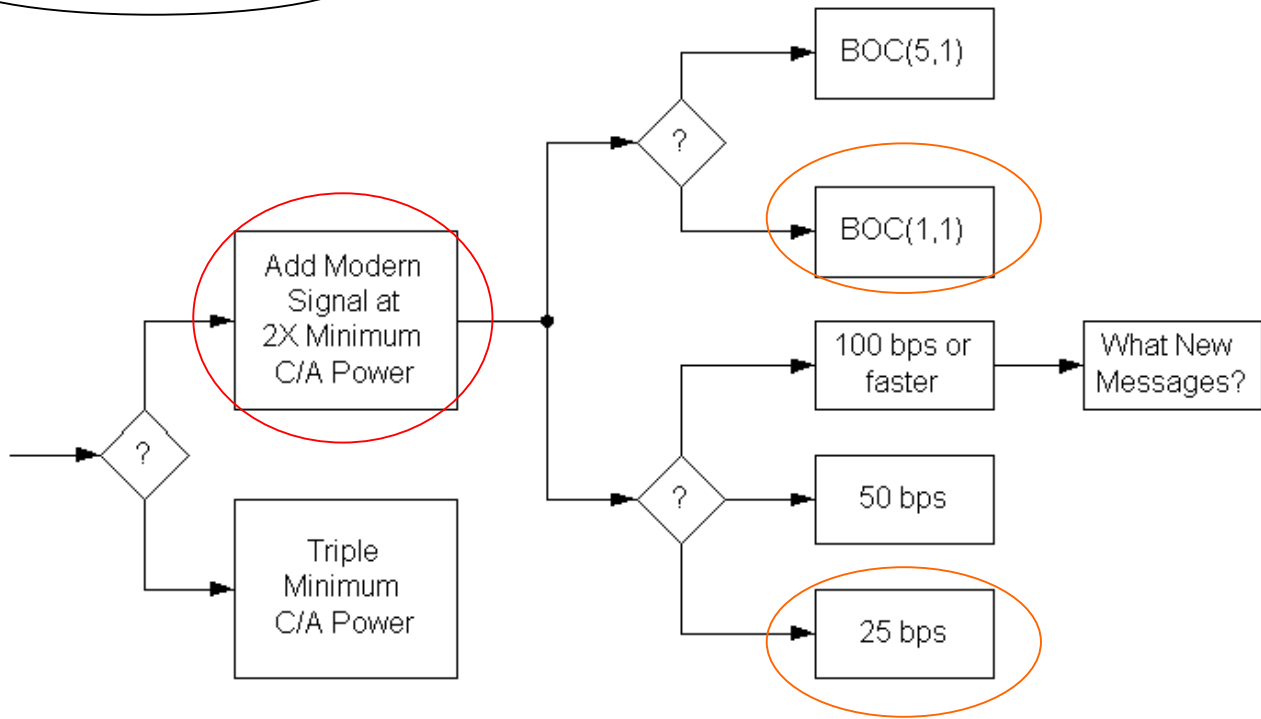 BOC(5,1)
?
BOC(1,1)
Add Modern
Signal at
2X Minimum
C/A Power
100 bps or
faster
What New
Messages?
?
?
50 bps
Triple
Minimum
C/A Power
25 bps